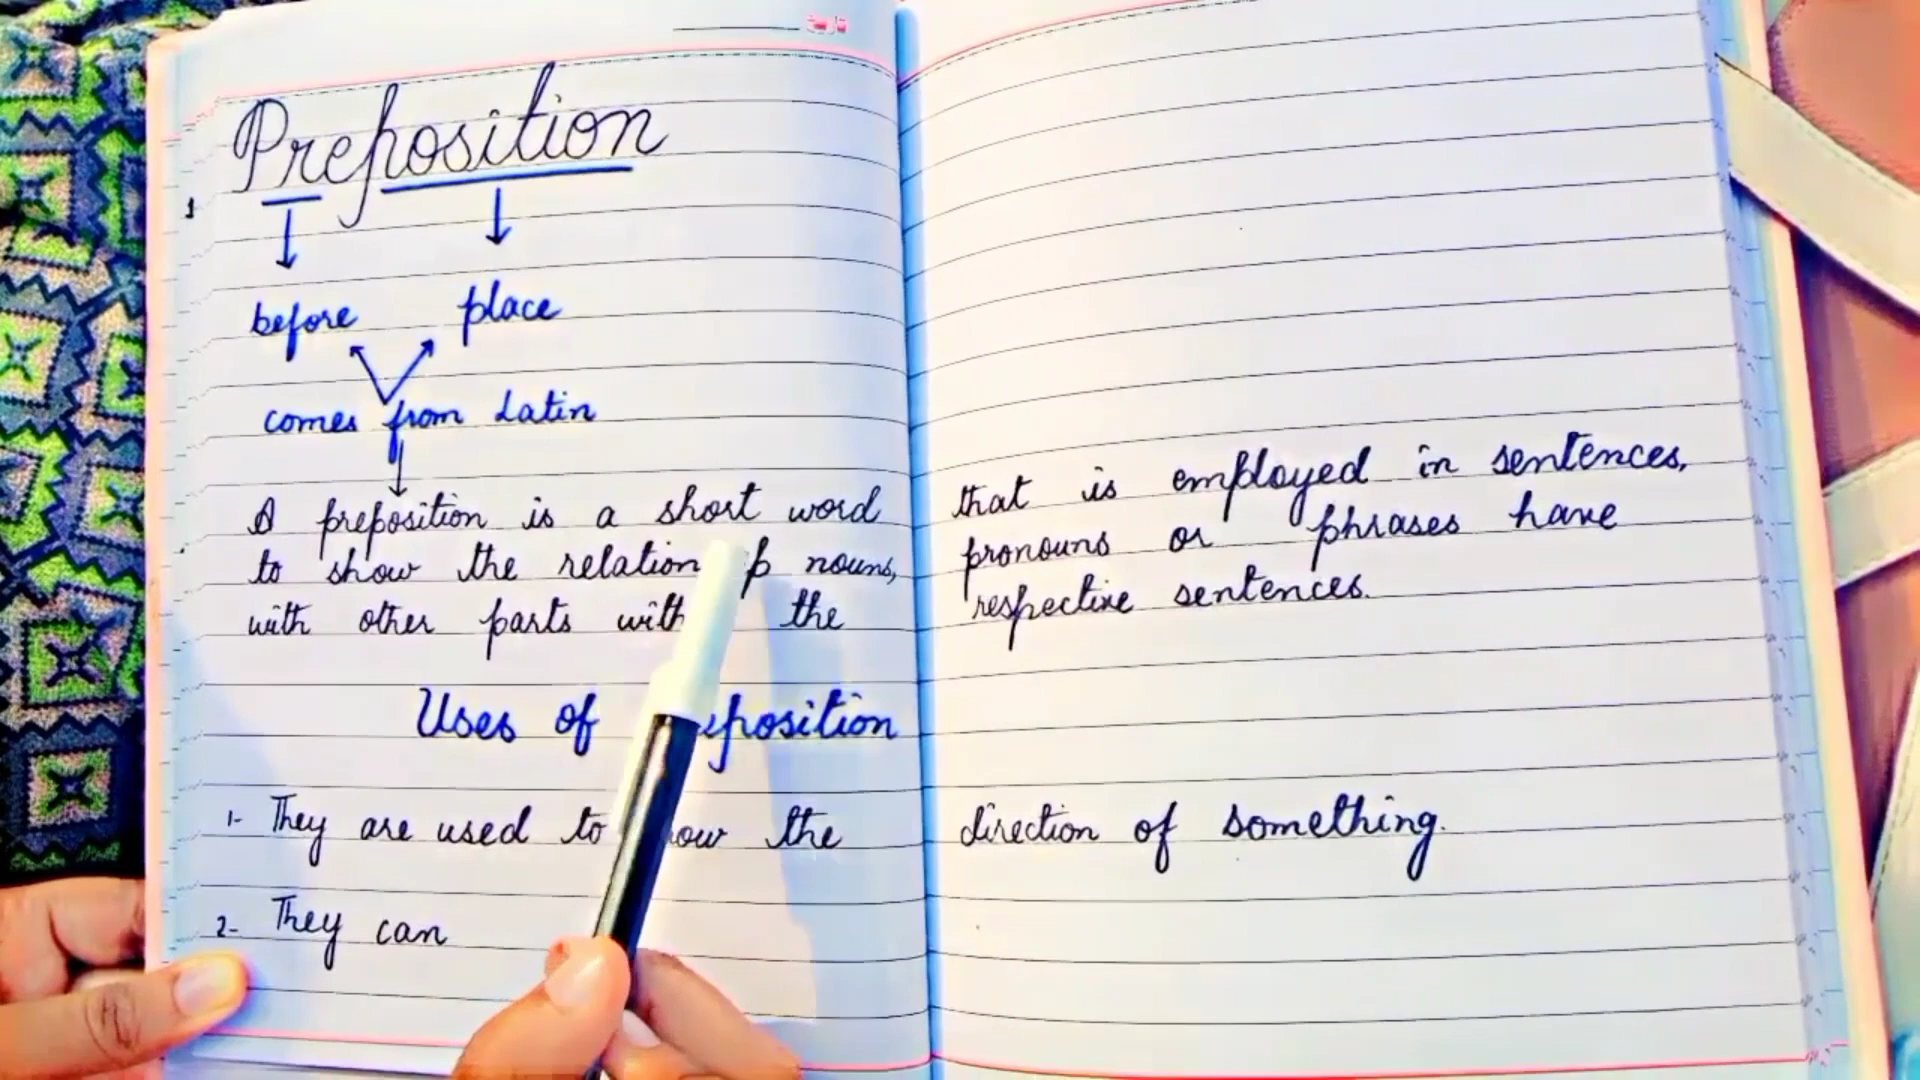 Preposition
before place
comes from Latin
A preposition is a short word that is employed in sentences,
to show the nouns, pronouns or phrases have
with other parts with the respective sentences.
Uses of
1- They are used to the direction of something.
2- They can